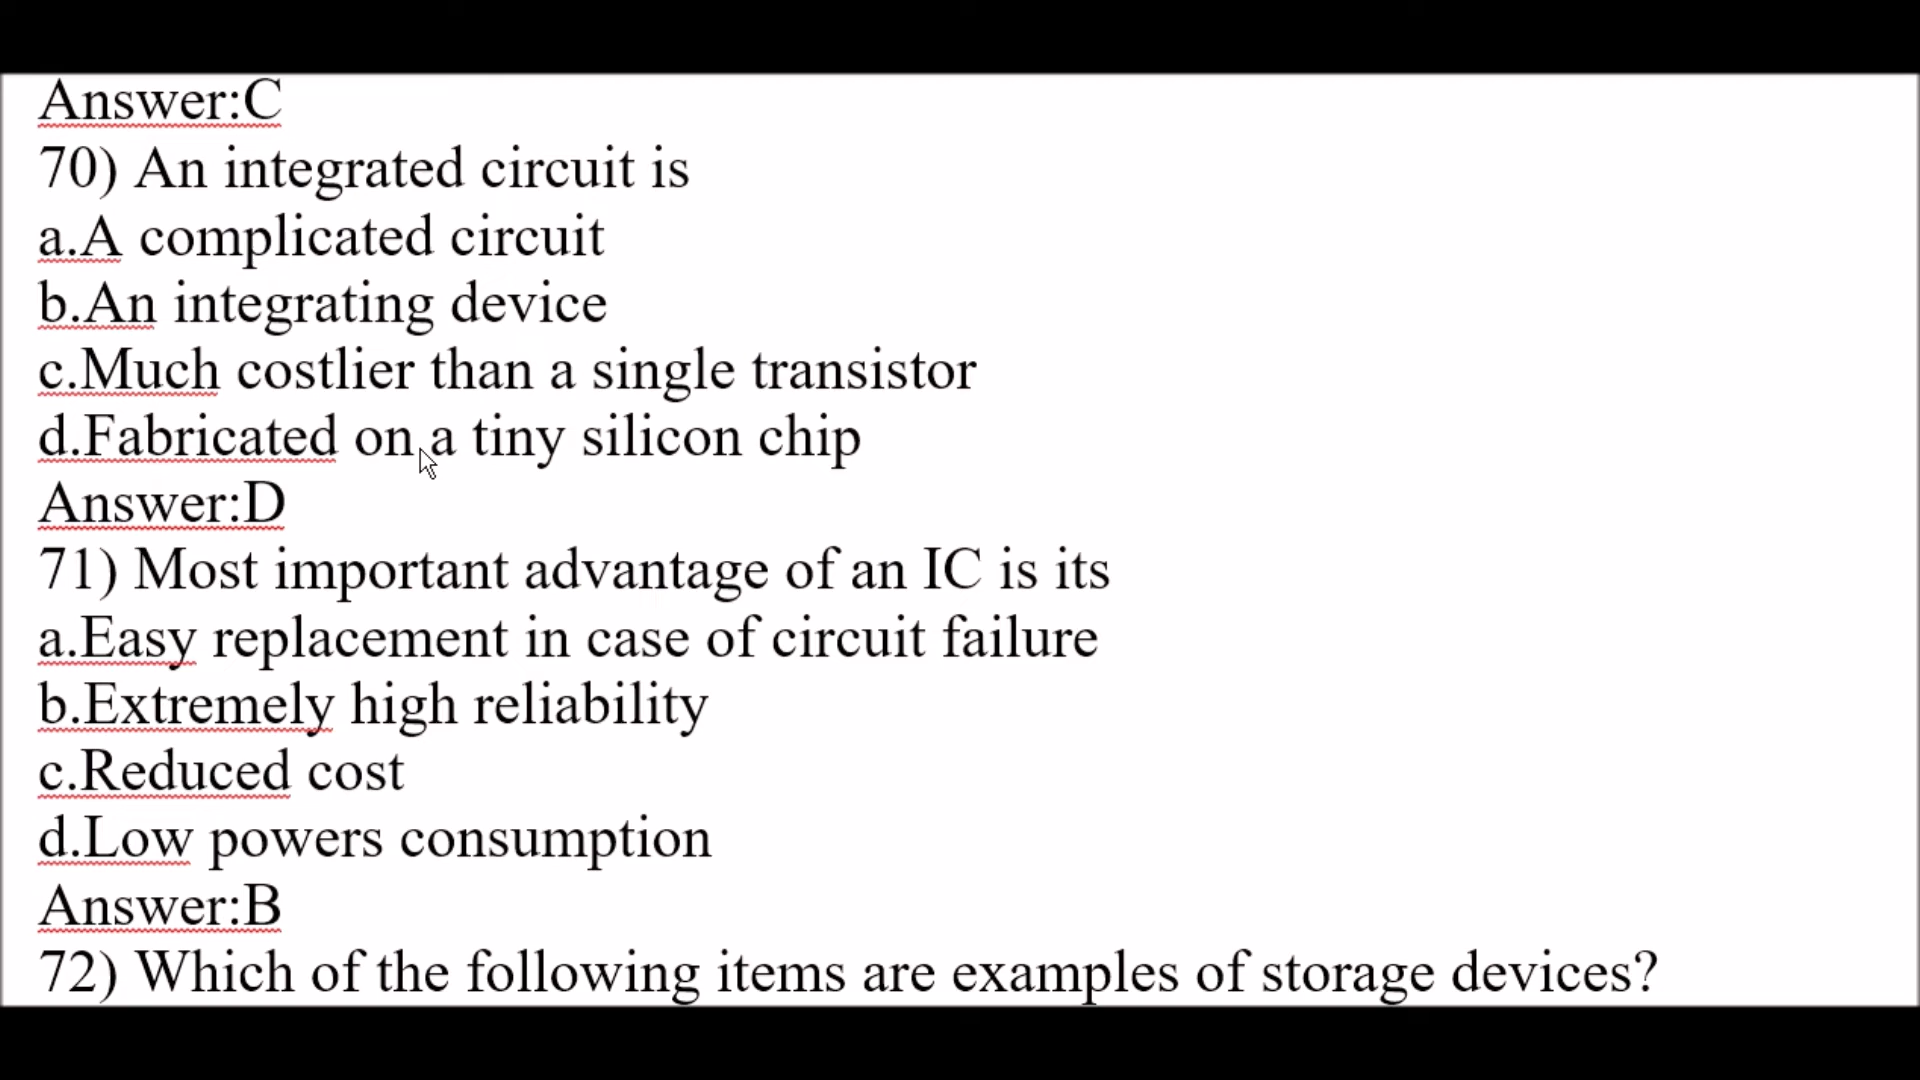 Answer:C
70) An integrated circuit is
a.A complicated circuit
b.An integrating device
c.Much costlier than a single transistor
d.Fabricated on a tiny silicon chip
Answer:D
71) Most important advantage of an IC is its
a.Easy replacement in case of circuit failure
b.Extremely high reliability
c.Reduced cost
d.Low powers consumption
Answer:B
72) Which of the following items are examples of storage devices?